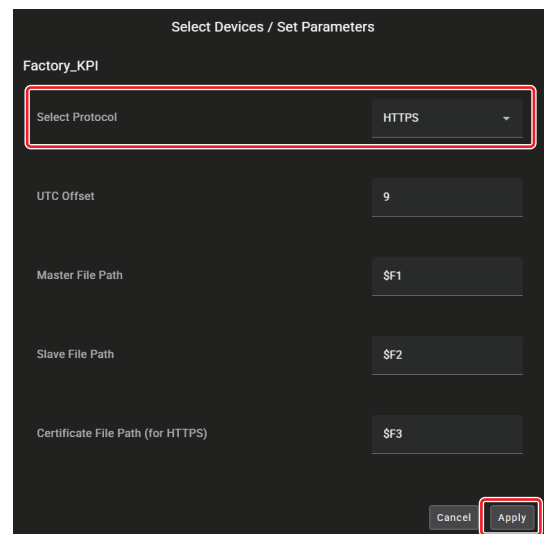 Select Devices / Set Parameters
Factory_KPI
Select Protocol HTTPS
UTC Offset 9
Master File Path $F1
Slave File Path $F2
Certificate File Path (for HTTPS) $F3
Cancel Apply